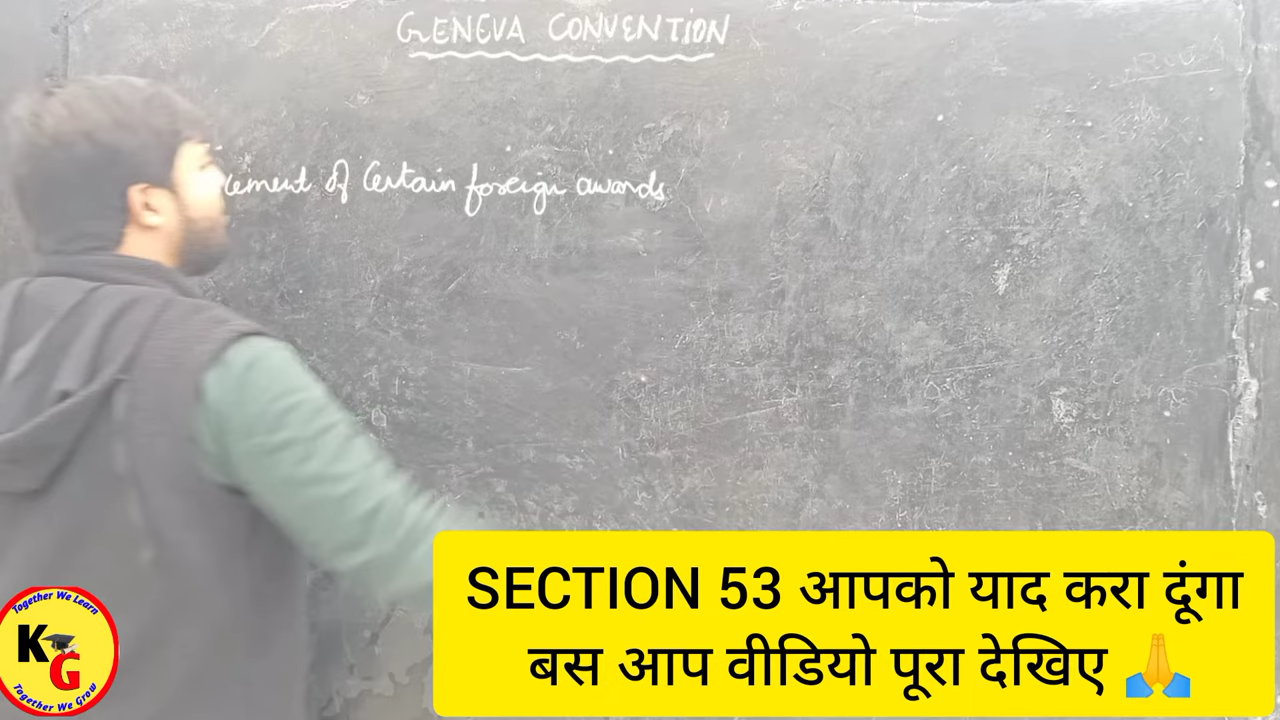 GENEVA CONVENTION
cement of Certain foreign awards
SECTION 53 आपको याद करा दूंगा
बस आप वीडियो पूरा देखिए 🙏
Together We Learn
KG
Together We Grow